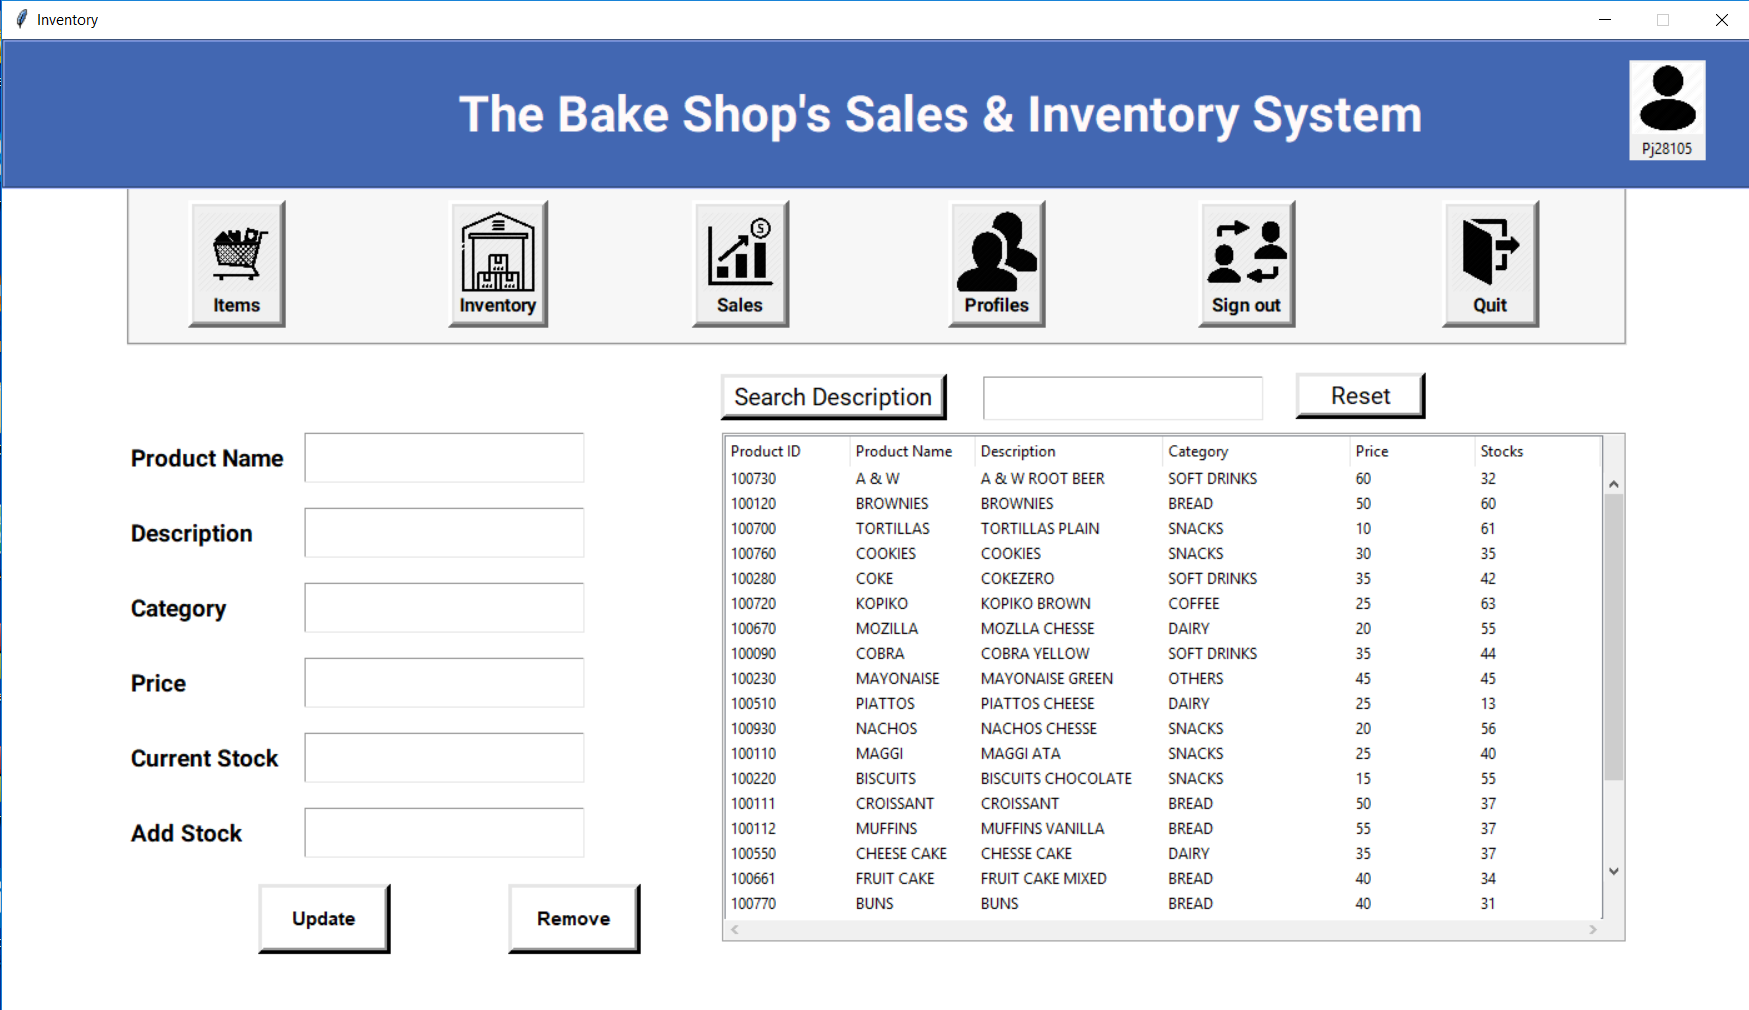 Inventory
The Bake Shop's Sales & Inventory System
Pj28105
Items Inventory Sales Profiles Sign out Quit
Search Description Reset
Product Name
Description
Category
Price
Current Stock
Add Stock
Update Remove
Product ID Product Name Description Category Price Stocks
100730 A & W A & W ROOT BEER SOFT DRINKS 60 32
100120 BROWNIES BROWNIES BREAD 50 60
100700 TORTILLAS TORTILLAS PLAIN SNACKS 10 61
100760 COOKIES COOKIES SNACKS 30 35
100280 COKE COKEZERO SOFT DRINKS 35 42
100720 KOPIKO KOPIKO BROWN COFFEE 25 63
100670 MOZILLA MOZLLA CHESSE DAIRY 20 55
100090 COBRA COBRA YELLOW SOFT DRINKS 35 44
100230 MAYONAISE MAYONAISE GREEN OTHERS 45 45
100510 PIATTOS PIATTOS CHEESE DAIRY 25 13
100930 NACHOS NACHOS CHESSE SNACKS 20 56
100110 MAGGI MAGGI ATA SNACKS 25 40
100220 BISCUITS BISCUITS CHOCOLATE SNACKS 15 55
100111 CROISSANT CROISSANT BREAD 50 37
100112 MUFFINS MUFFINS VANILLA BREAD 55 37
100550 CHEESE CAKE CHESSE CAKE DAIRY 35 37
100661 FRUIT CAKE FRUIT CAKE MIXED BREAD 40 34
100770 BUNS BUNS BREAD 40 31